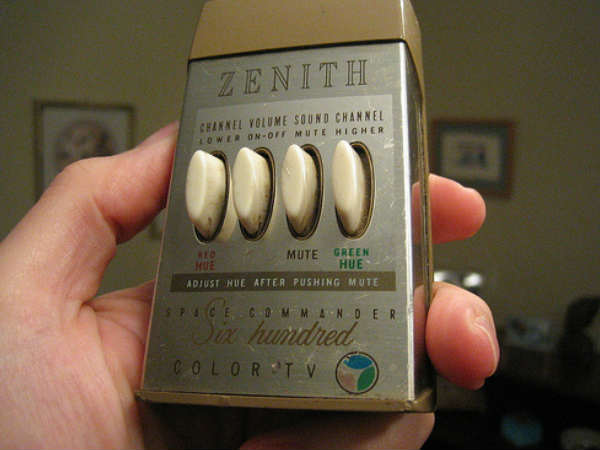 ZENITH
CHANNEL VOLUME SOUND CHANNEL
LOWER ON-OFF MUTE HIGHER
RED MUTE GREEN
HUE HUE
ADJUST HUE AFTER PUSHING MUTE
SPACE COMMANDER
Six hundred
COLOR TV